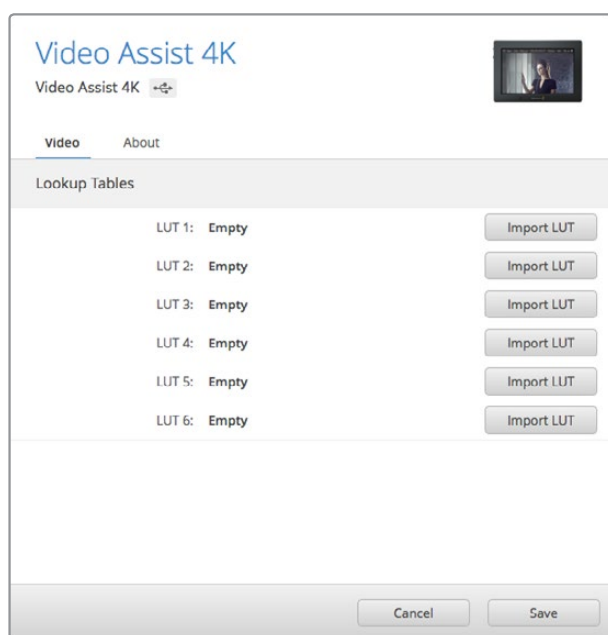 Video Assist 4K
Video Assist 4K
Video About
Lookup Tables
LUT 1: Empty Import LUT
LUT 2: Empty Import LUT
LUT 3: Empty Import LUT
LUT 4: Empty Import LUT
LUT 5: Empty Import LUT
LUT 6: Empty Import LUT
Cancel Save